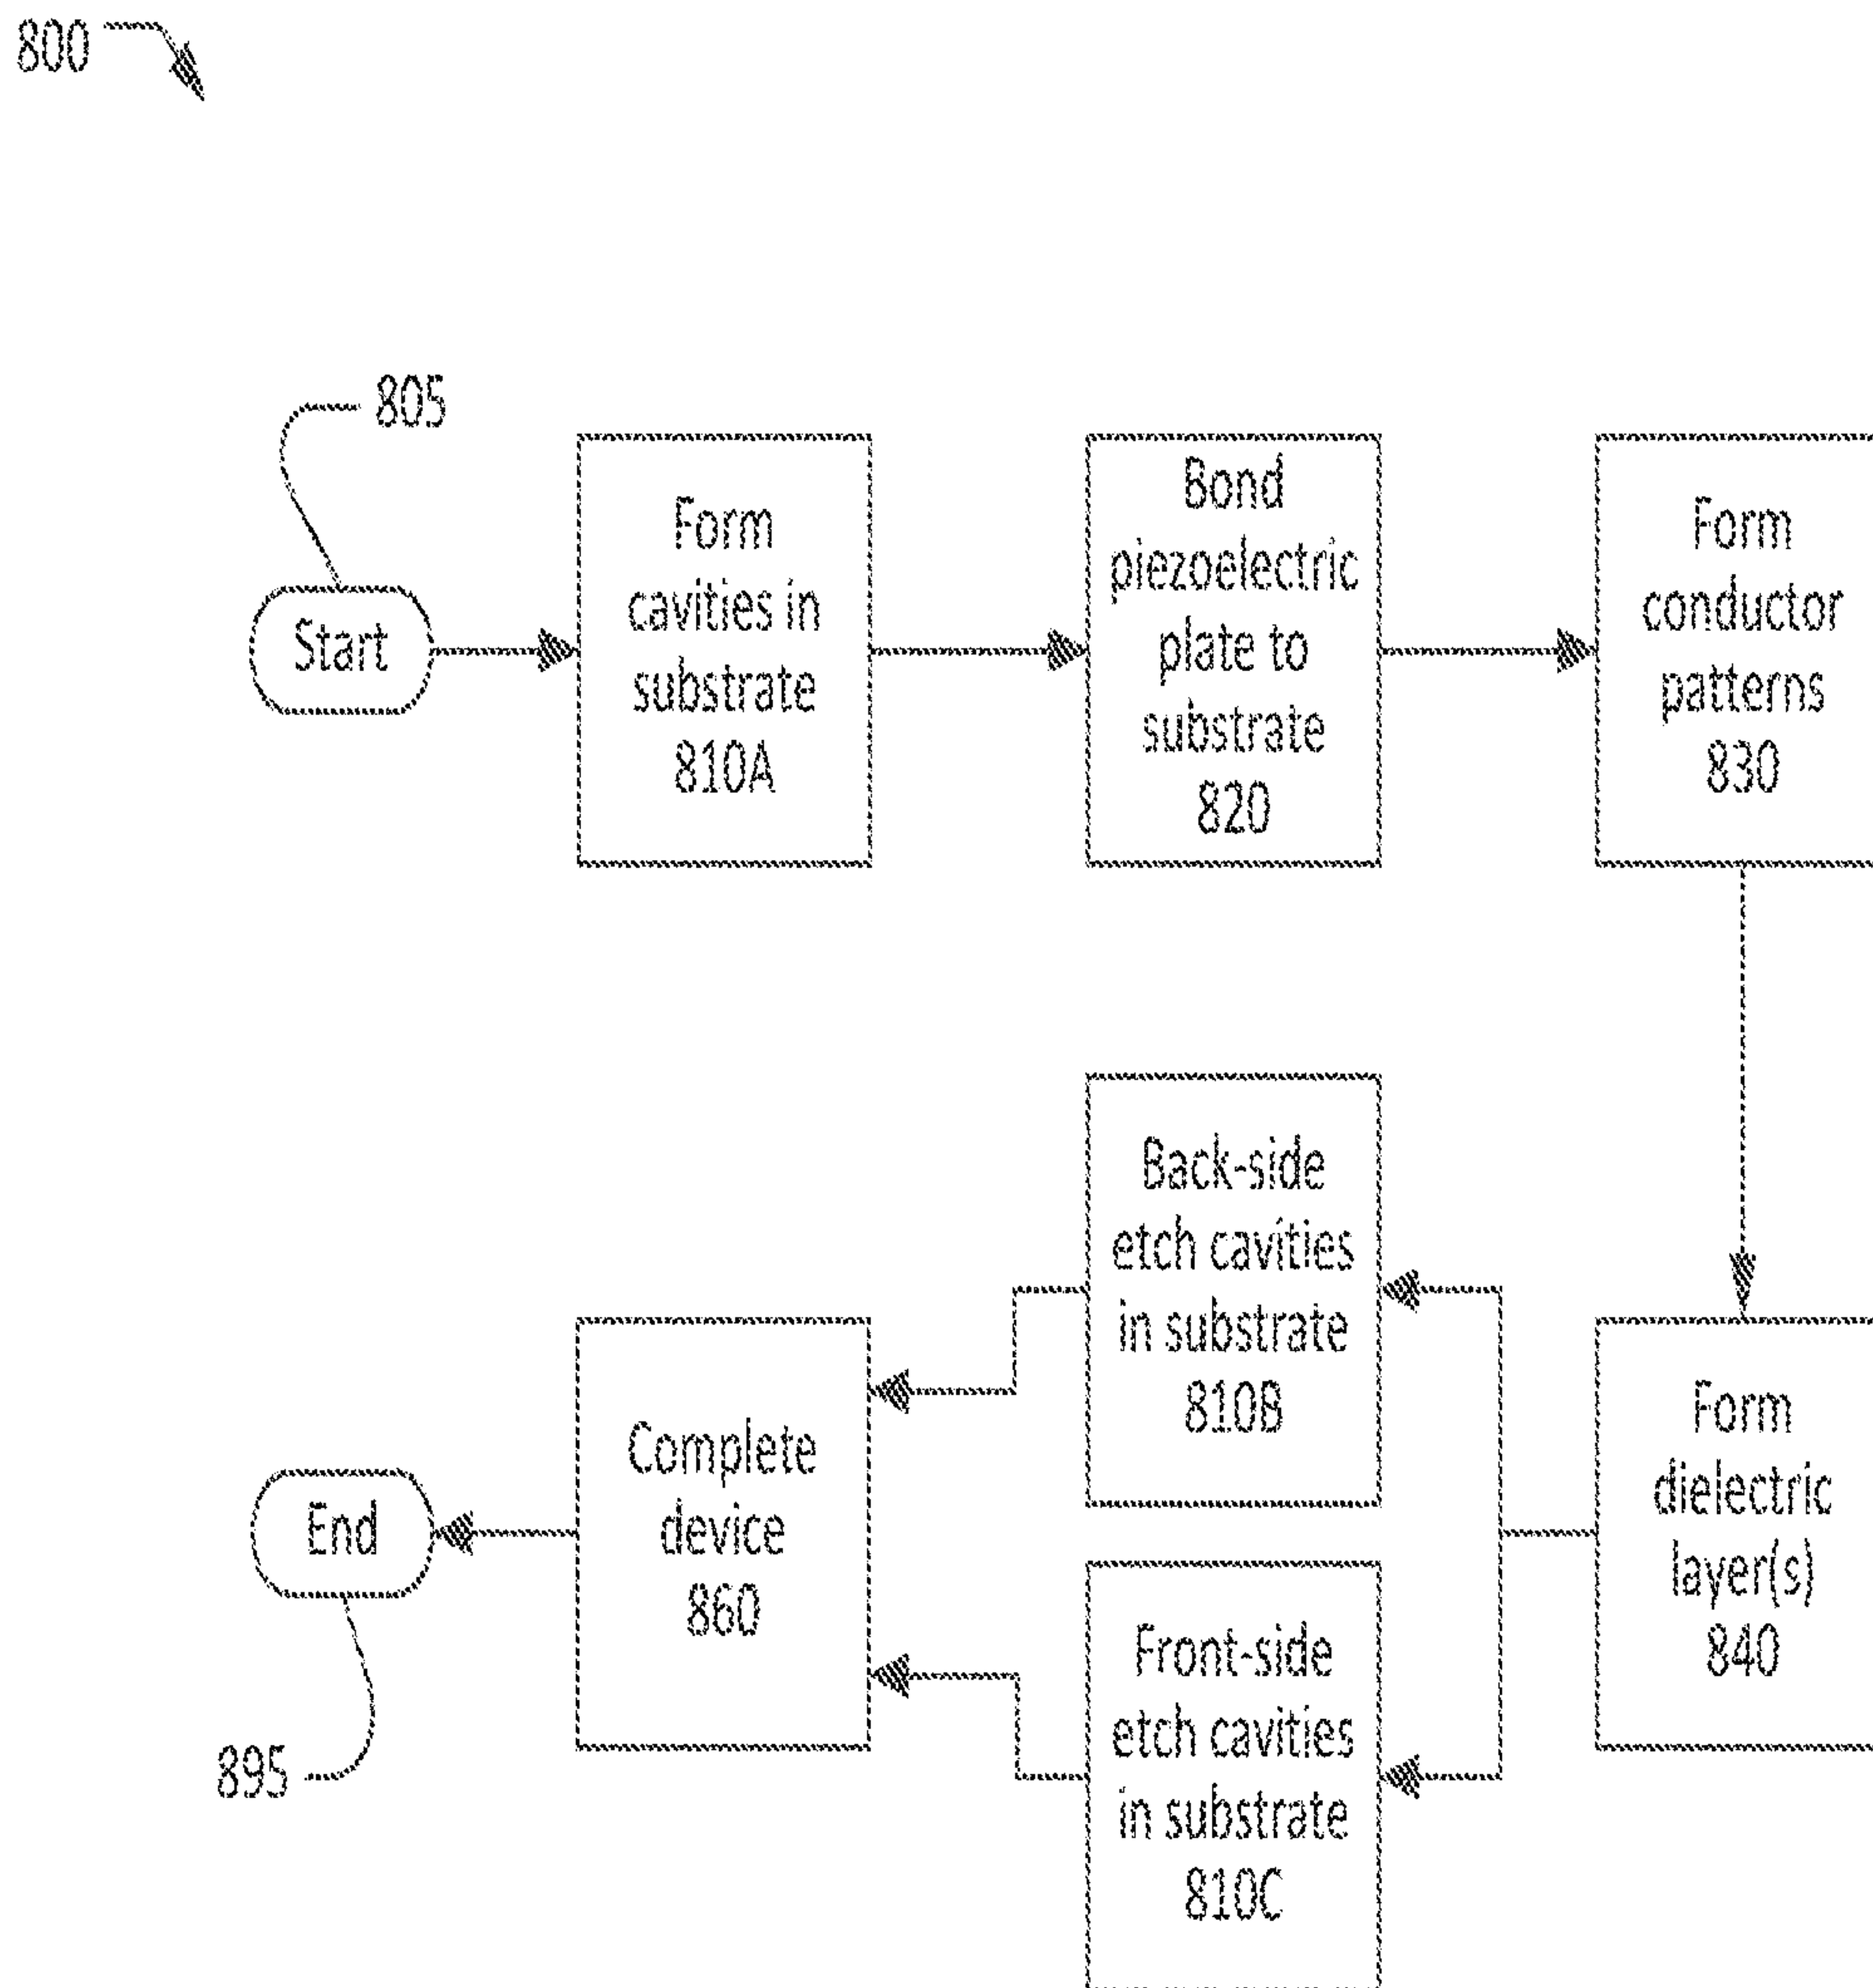 800
805
Start
Form
cavities in
substrate
810A
Bond
piezoelectric
plate to
substrate
820
Form
conductor
patterns
830
Form
dielectric
layer(s)
840
Back-side
etch cavities
in substrate
810B
Front-side
etch cavities
in substrate
810C
Complete
device
860
End
895